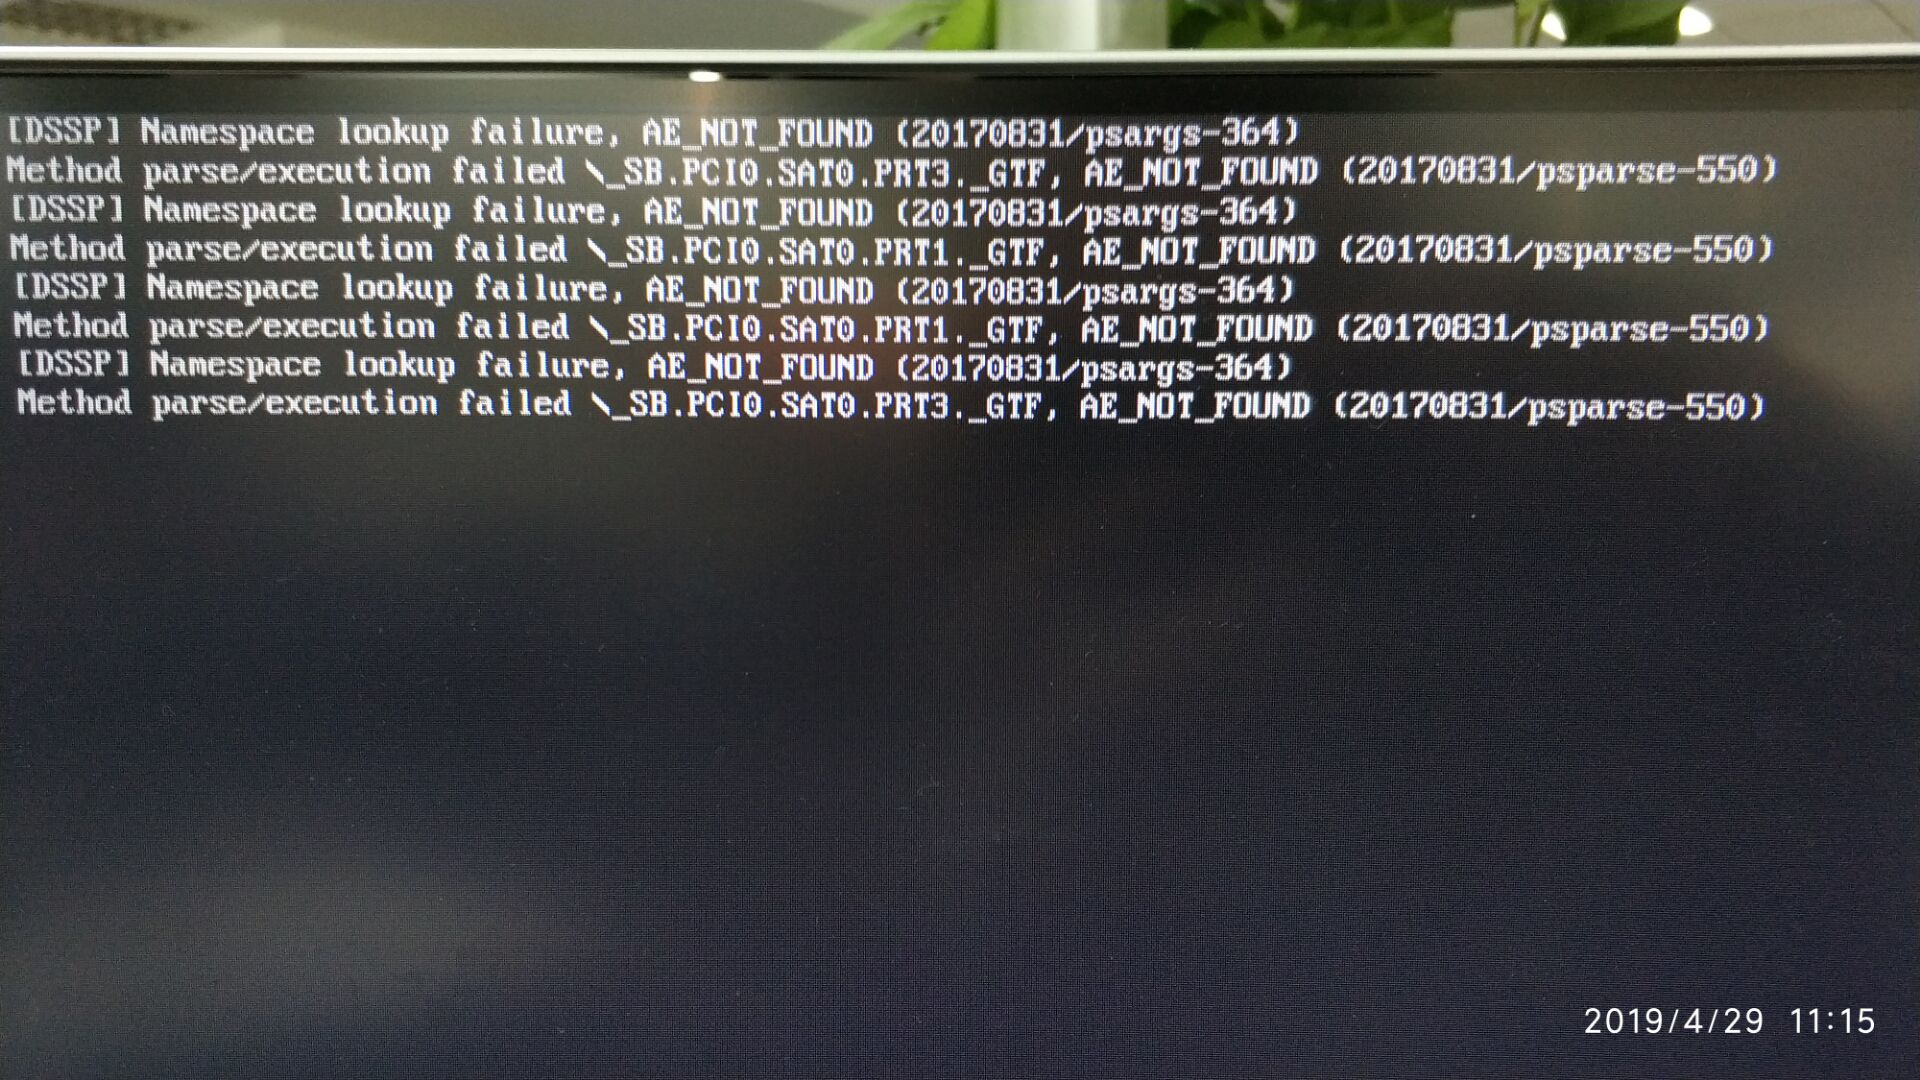 [DSSP] Namespace lookup failure, AE_NOT_FOUND (20170831/psargs-364)
Method parse/execution failed \_SB.PCI0.SAT0.PRT3._GTF, AE_NOT_FOUND (20170831/psparse-550)
[DSSP] Namespace lookup failure, AE_NOT_FOUND (20170831/psargs-364)
Method parse/execution failed \_SB.PCI0.SAT0.PRT1._GTF, AE_NOT_FOUND (20170831/psparse-550)
[DSSP] Namespace lookup failure, AE_NOT_FOUND (20170831/psargs-364)
Method parse/execution failed \_SB.PCI0.SAT0.PRT1._GTF, AE_NOT_FOUND (20170831/psparse-550)
[DSSP] Namespace lookup failure, AE_NOT_FOUND (20170831/psargs-364)
Method parse/execution failed \_SB.PCI0.SAT0.PRT3._GTF, AE_NOT_FOUND (20170831/psparse-550)
2019/4/29 11:15